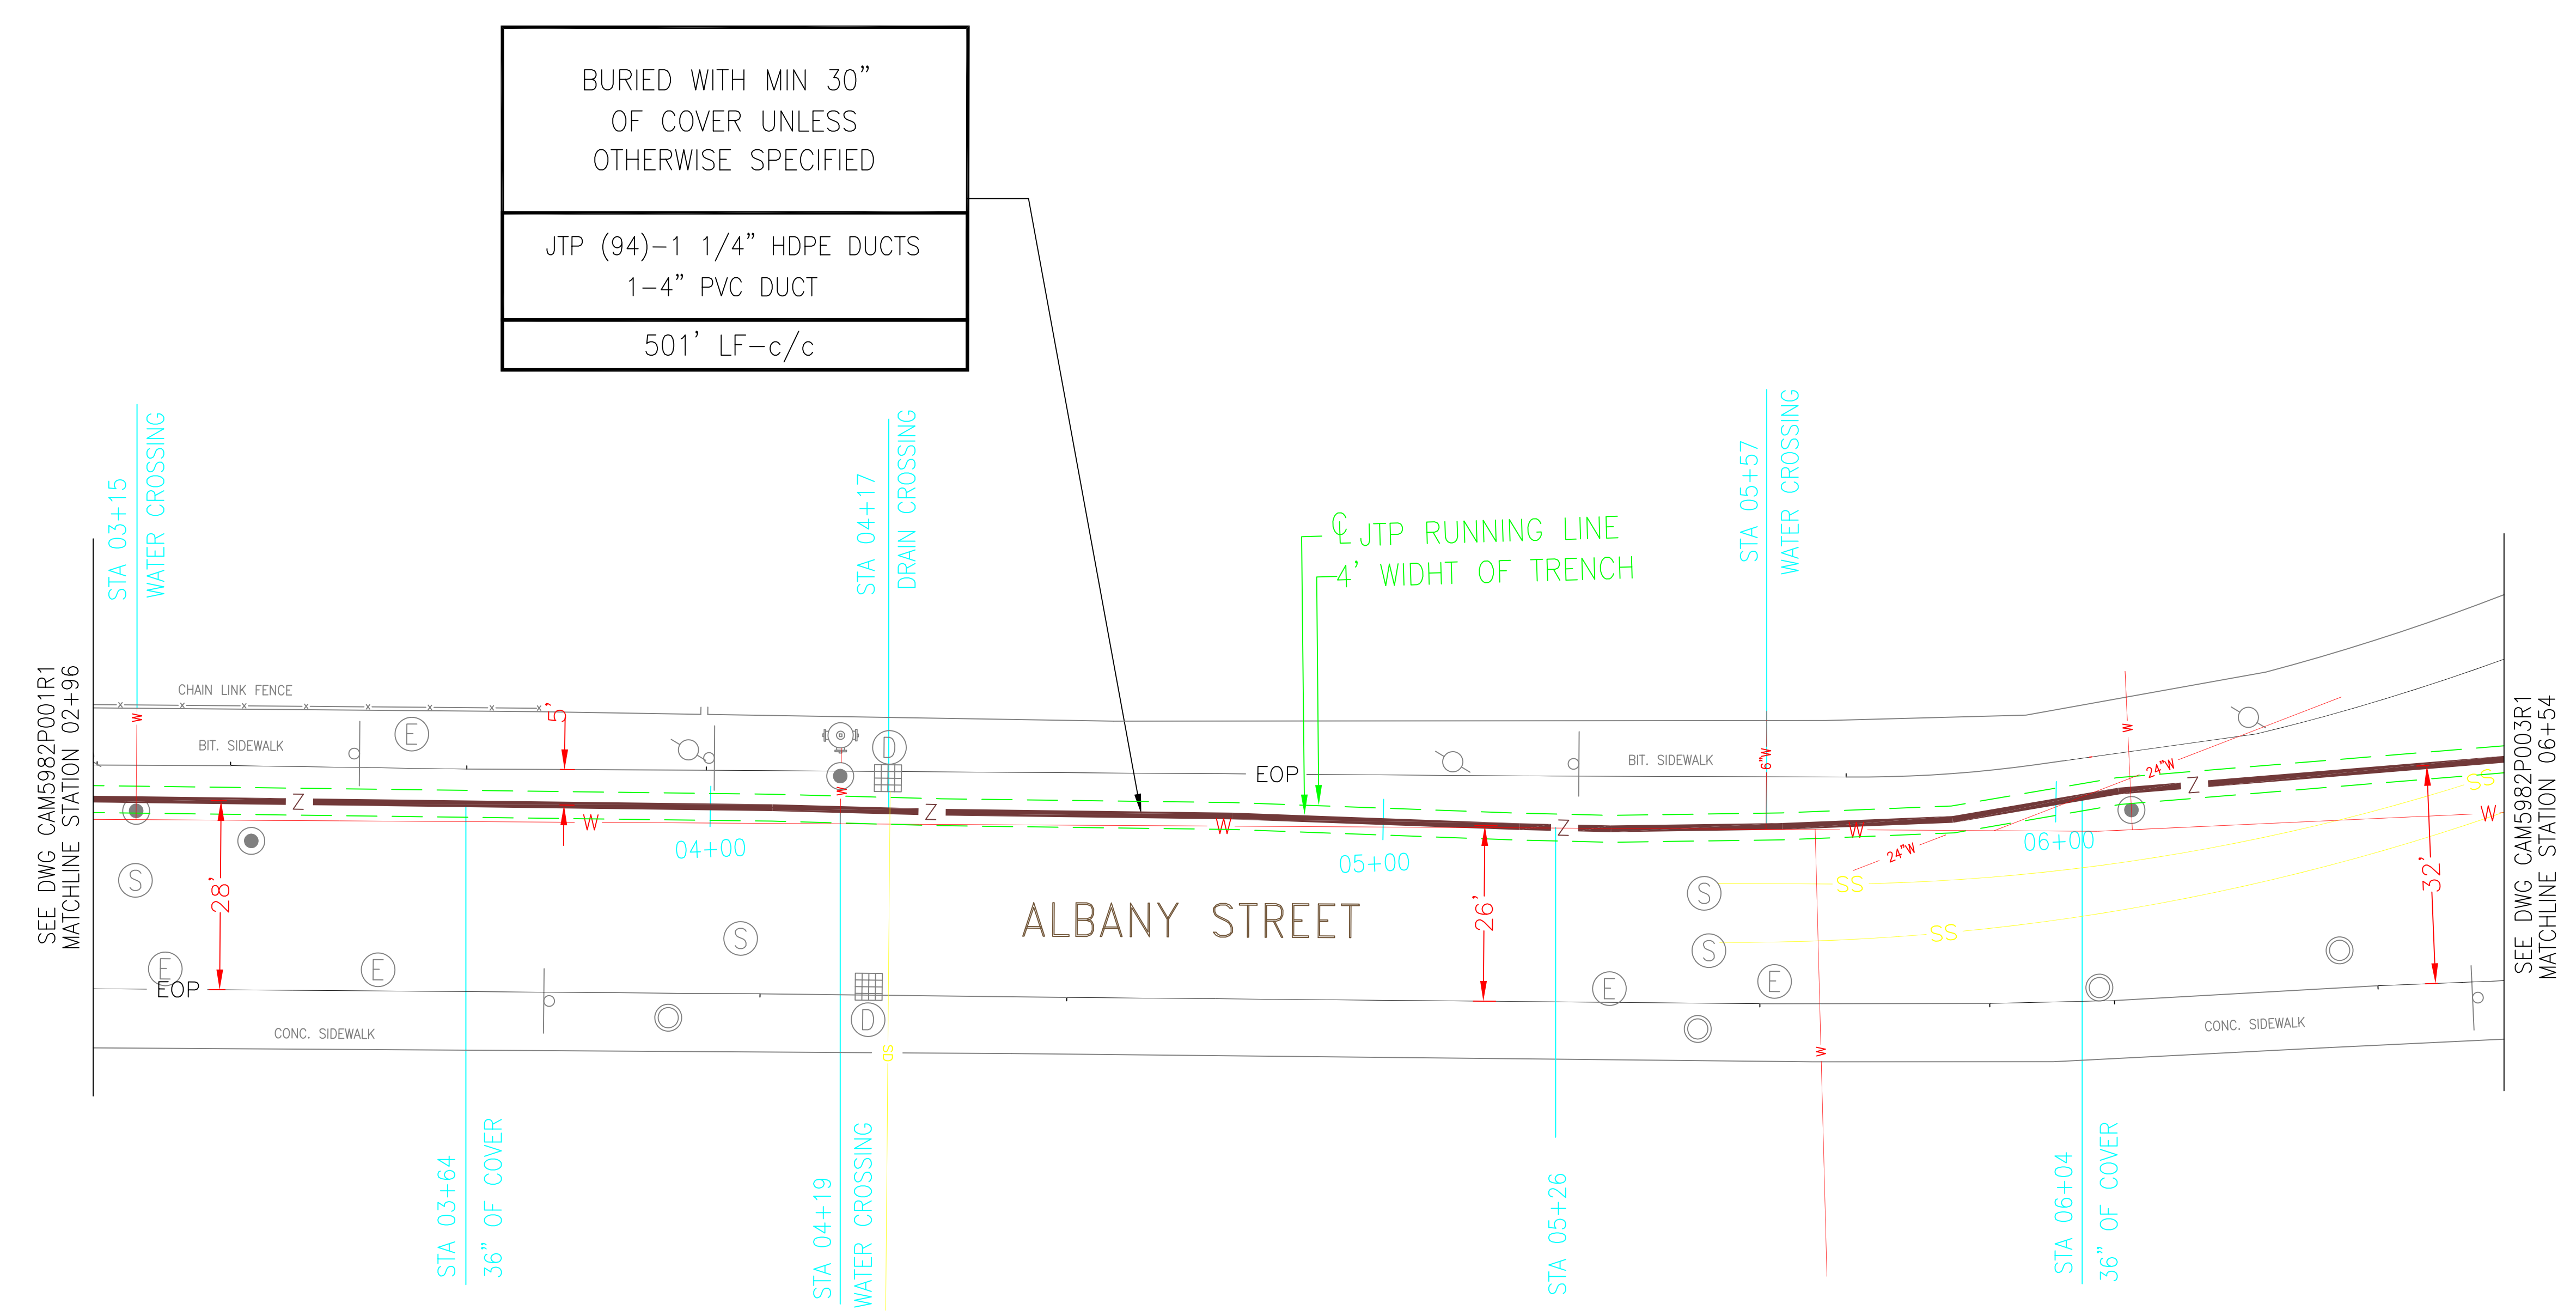 BURIED WITH MIN 30"
OF COVER UNLESS
OTHERWISE SPECIFIED
JTP (94)-1 1/4" HDPE DUCTS
1-4" PVC DUCT
501' LF-c/c
STA 03+15
WATER CROSSING
STA 04+17
DRAIN CROSSING
STA 05+57
WATER CROSSING
℄ JTP RUNNING LINE
4' WIDHT OF TRENCH
SEE DWG CAM5982P001R1
MATCHLINE STATION 02+96
SEE DWG CAM5982P003R1
MATCHLINE STATION 06+54
CHAIN LINK FENCE
x x x x x x x x
W
5'
E
D
BIT. SIDEWALK
BIT. SIDEWALK
6"W
W
EOP
24"W
Z
Z
Z
Z
W
W
W
W
W
SS
04+00
05+00
06+00
24"W
S
28'
S
26'
S
SS
32'
ALBANY STREET
S
SS
E
E
E
E
EOP
D
CONC. SIDEWALK
CONC. SIDEWALK
SD
W
STA 03+64
36" OF COVER
STA 04+19
WATER CROSSING
STA 05+26
STA 06+04
36" OF COVER